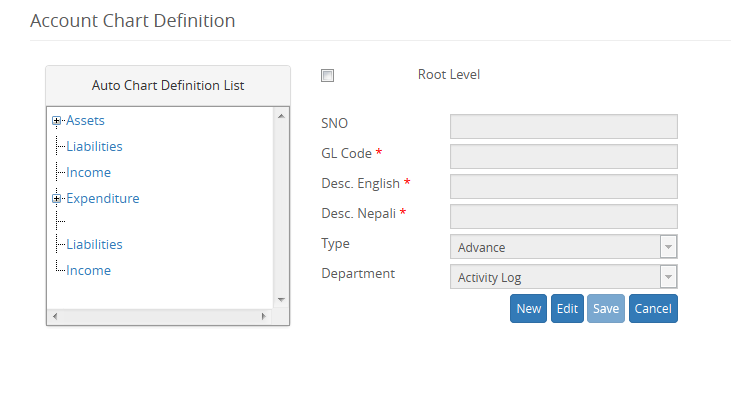 Account Chart Definition
Auto Chart Definition List
Assets
Liabilities
Income
Expenditure
Liabilities
Income
Root Level
SNO
GL Code *
Desc. English *
Desc. Nepali *
Type Advance
Department Activity Log
New Edit Save Cancel